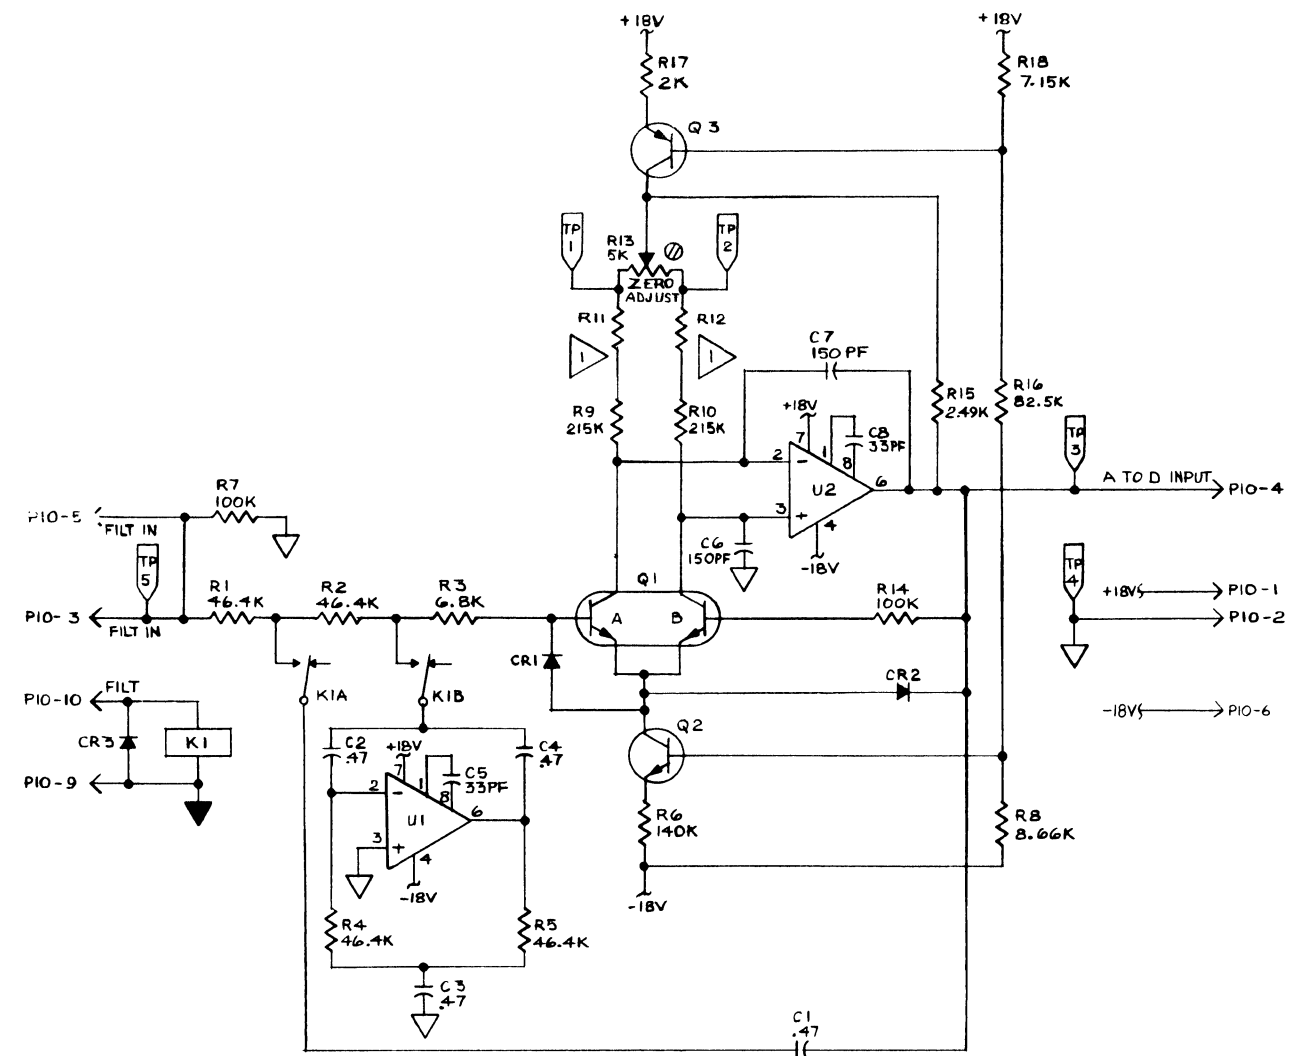 +18V
+18V
R17
2K
R18
7.15K
Q3
TP
1
R13
5K
TP
2
ZERO
ADJUST
R11
R12
1
1
C7
150PF
R9
215K
R10
215K
+18V
7
1
C8
33PF
8
2
-
U2
6
3
+
4
-18V
C6
150PF
R15
2.49K
R16
82.5K
TP
3
A TO D INPUT
P10-4
R7
100K
P10-5
FILT IN
TP
5
R1
46.4K
R2
46.4K
R3
6.8K
Q1
A
B
R14
100K
TP
4
+18V
P10-1
P10-2
P10-3
FILT IN
CR1
CR2
K1A
K1B
-18V
P10-6
P10-10
FILT
CR3
K1
P10-9
Q2
C2
.47
+18V
7
1
C5
33PF
8
C4
.47
2
-
U1
6
3
+
4
-18V
R6
140K
R8
8.66K
-18V
R4
46.4K
R5
46.4K
C3
.47
C1
.47